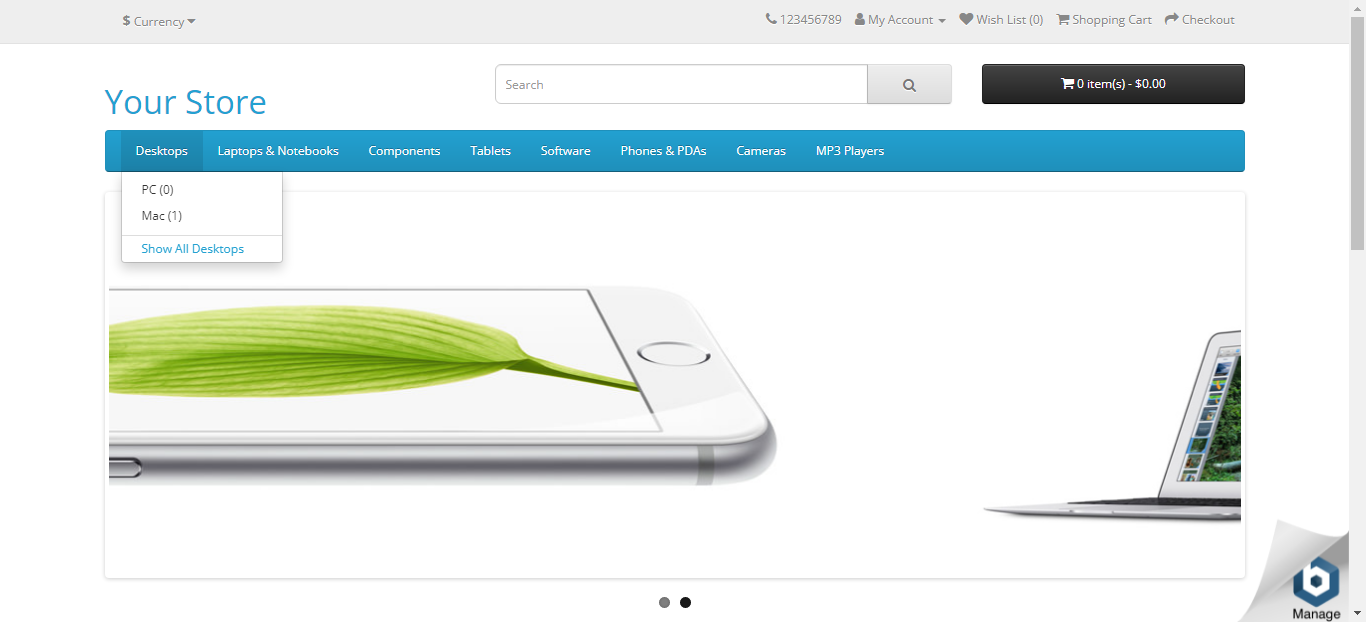 $ Currency
123456789 My Account Wish List (0) Shopping Cart Checkout
Your Store
Search
0 item(s) - $0.00
Desktops Laptops & Notebooks Components Tablets Software Phones & PDAs Cameras MP3 Players
PC (0)
Mac (1)
Show All Desktops
Manage